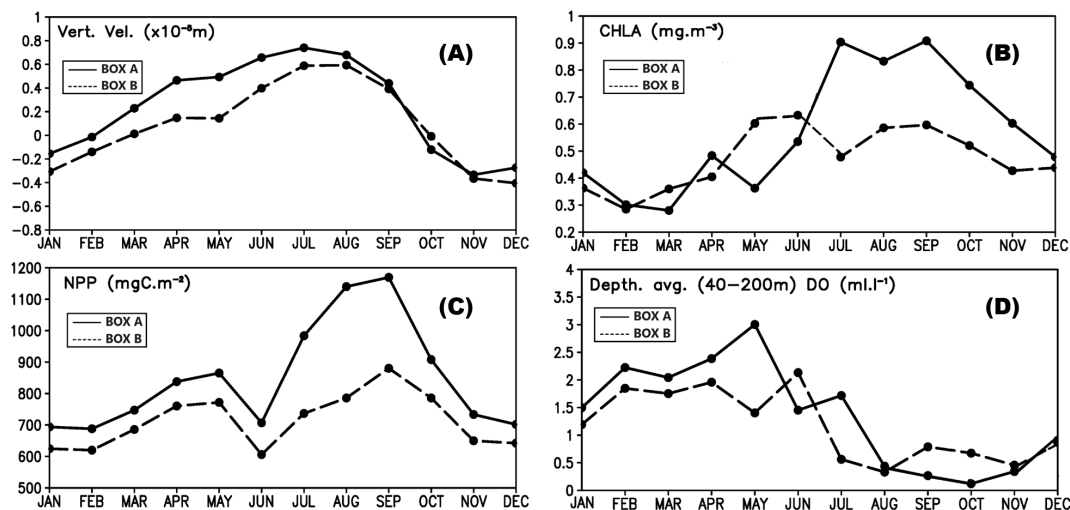 Vert. Vel. (x10⁻⁵m)
(A)
BOX A
BOX B
1
0.8
0.6
0.4
0.2
0
−0.2
−0.4
−0.6
−0.8
JAN FEB MAR APR MAY JUN JUL AUG SEP OCT NOV DEC
CHLA (mg.m⁻³)
(B)
BOX A
BOX B
1
0.9
0.8
0.7
0.6
0.5
0.4
0.3
0.2
JAN FEB MAR APR MAY JUN JUL AUG SEP OCT NOV DEC
NPP (mgC.m⁻²)
(C)
BOX A
BOX B
1200
1100
1000
900
800
700
600
500
JAN FEB MAR APR MAY JUN JUL AUG SEP OCT NOV DEC
Depth. avg. (40−200m) DO (ml.l⁻¹)
(D)
BOX A
BOX B
4
3.5
3
2.5
2
1.5
1
0.5
0
JAN FEB MAR APR MAY JUN JUL AUG SEP OCT NOV DEC